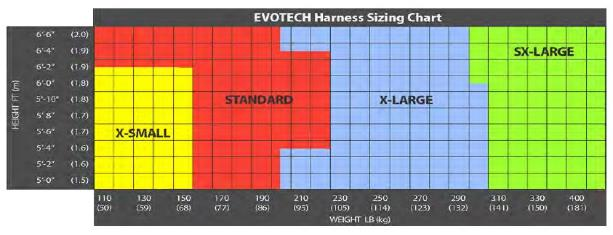 EVOTECH Harness Sizing Chart
HEIGHT FT (m)
6'-6" (2.0)
6'-4" (1.9)
6'-2" (1.9)
6'-0" (1.8)
5'-10" (1.8)
5'-8" (1.7)
5'-6" (1.7)
5'-4" (1.6)
5'-2" (1.6)
5'-0" (1.5)
X-SMALL
STANDARD
X-LARGE
SX-LARGE
110 130 150 170 190 210 230 250 270 290 310 330 400
(50) (59) (68) (77) (86) (95) (105) (114) (123) (132) (141) (150) (181)
WEIGHT LB (kg)